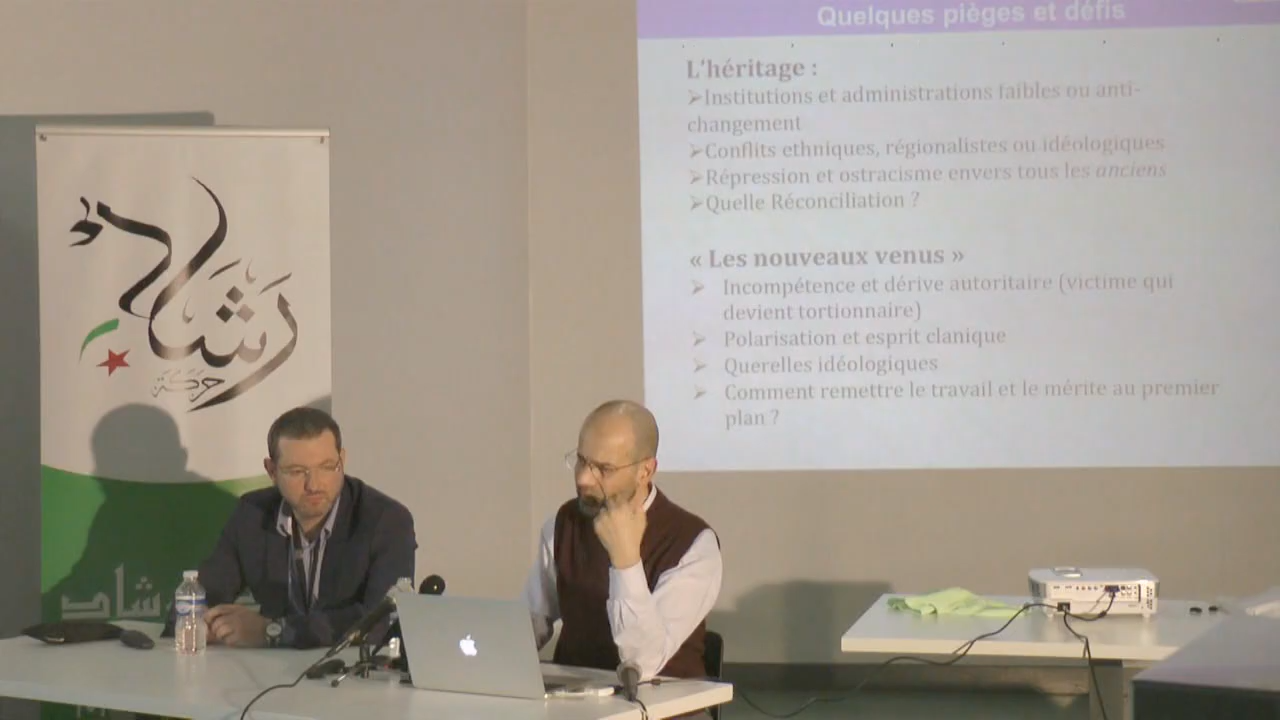 Quelques pièges et défis
L'héritage :
➢Institutions et administrations faibles ou anti-
changement
➢Conflits ethniques, régionalistes ou idéologiques
➢Répression et ostracisme envers tous les anciens
➢Quelle Réconciliation ?
« Les nouveaux venus »
➢ Incompétence et dérive autoritaire (victime qui
devient tortionnaire)
➢ Polarisation et esprit clanique
➢ Querelles idéologiques
➢ Comment remettre le travail et le mérite au premier
plan ?
رَشَاد
حركة
رشاد